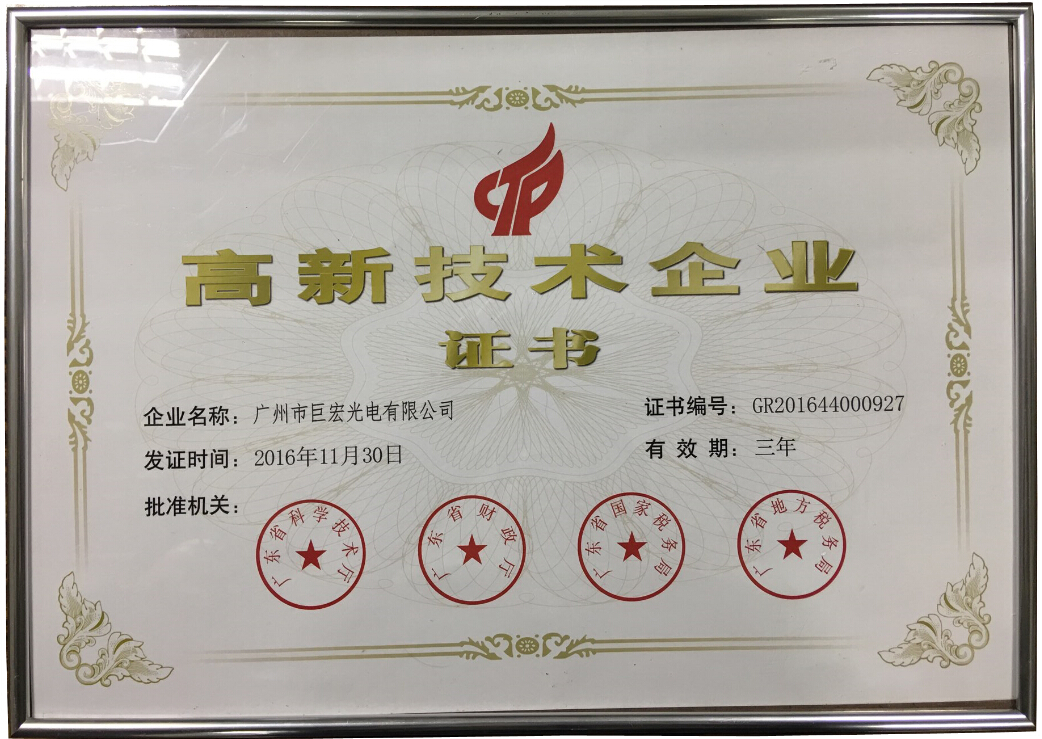 CTP
高新技术企业
证书
企业名称：广州市巨宏光电有限公司
证书编号：GR201644000927
发证时间：2016年11月30日
有效期：三年
批准机关：
广东省科学技术厅
广东省财政厅
广东省国家税务局
广东省地方税务局